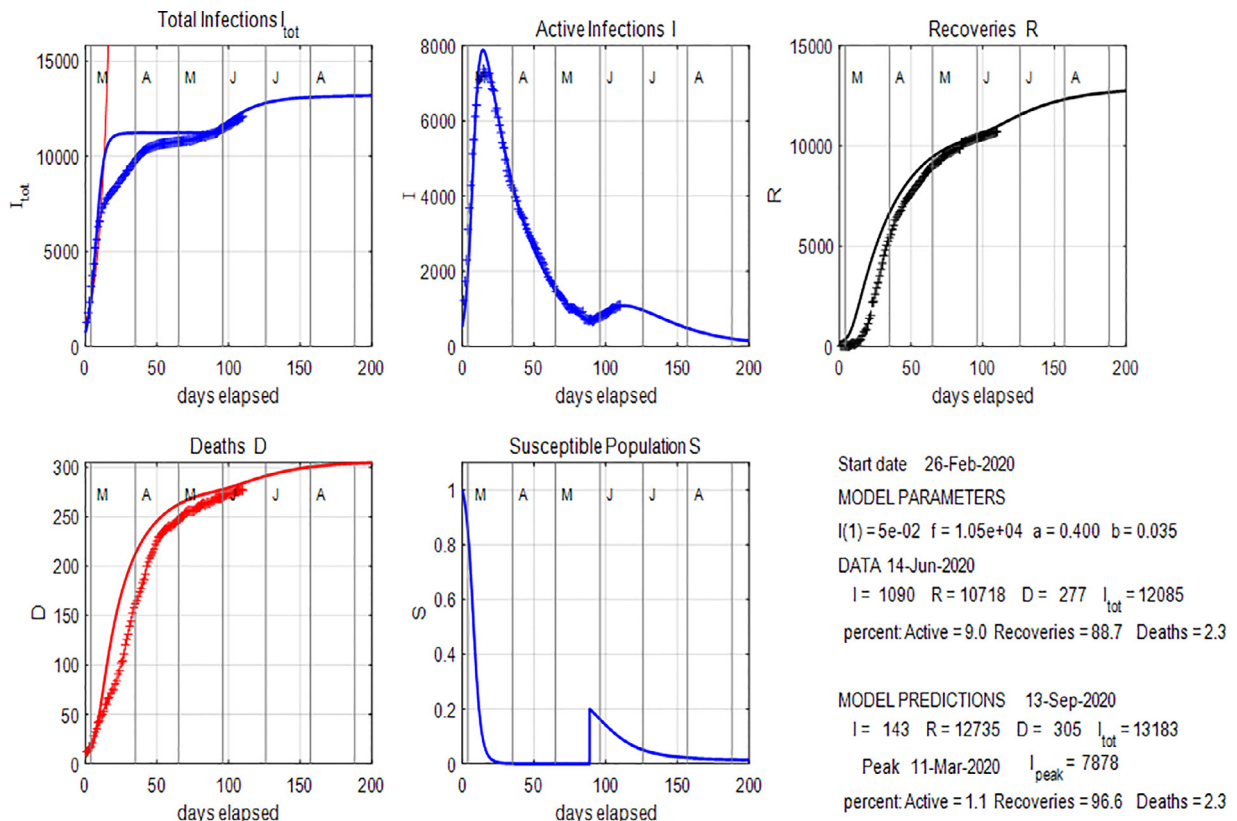 Total Infections I_tot
15000
M A M J J A
10000
I_tot
5000
0
0 50 100 150 200
days elapsed
Active Infections I
8000
M A M J J A
6000
I
4000
2000
0
0 50 100 150 200
days elapsed
Recoveries R
15000
M A M J J A
10000
R
5000
0
0 50 100 150 200
days elapsed
Deaths D
300
M A M J J A
250
200
D
150
100
50
0
0 50 100 150 200
days elapsed
Susceptible Population S
1
M A M J J A
0.8
0.6
S
0.4
0.2
0
0 50 100 150 200
days elapsed
Start date 26-Feb-2020
MODEL PARAMETERS
I(1) = 5e-02 f = 1.05e+04 a = 0.400 b = 0.035
DATA 14-Jun-2020
I = 1090 R = 10718 D = 277 I_tot = 12085
percent: Active = 9.0 Recoveries = 88.7 Deaths = 2.3
MODEL PREDICTIONS 13-Sep-2020
I = 143 R = 12735 D = 305 I_tot = 13183
Peak 11-Mar-2020 I_peak = 7878
percent: Active = 1.1 Recoveries = 96.6 Deaths = 2.3